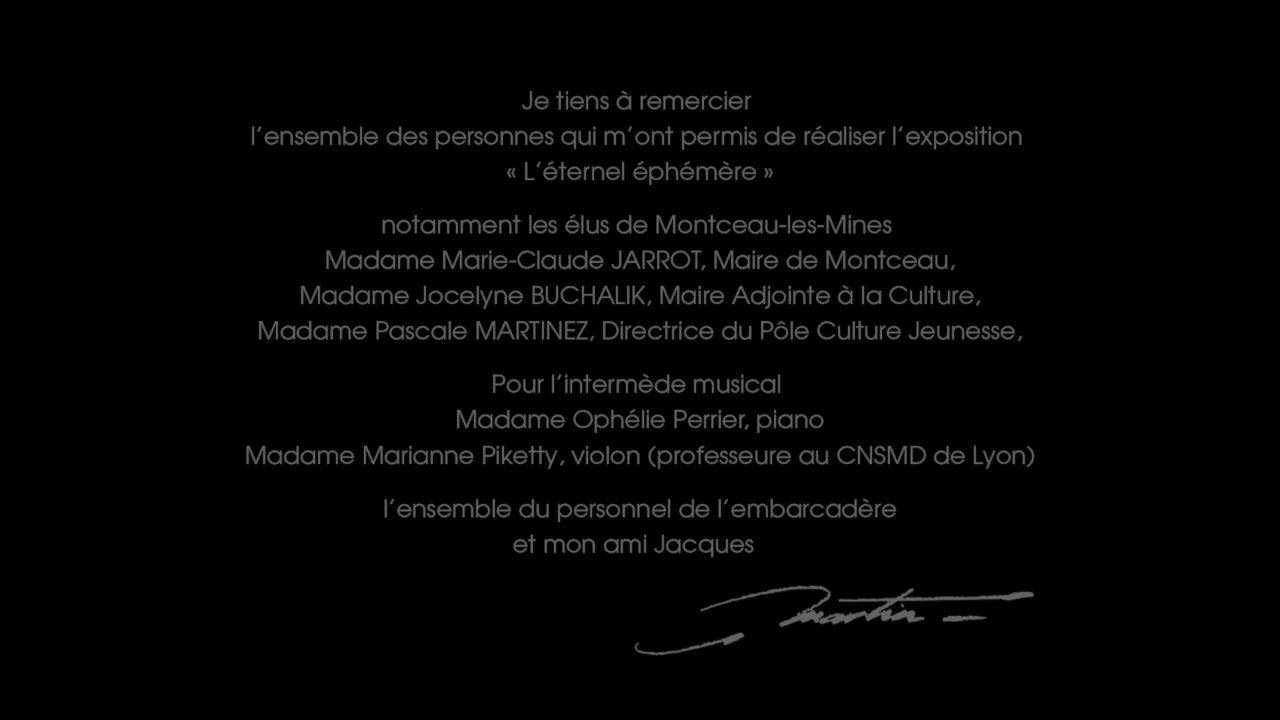 Je tiens à remercier
l'ensemble des personnes qui m'ont permis de réaliser l'exposition
« L'éternel éphémère »
notamment les élus de Montceau-les-Mines
Madame Marie-Claude JARROT, Maire de Montceau,
Madame Jocelyne BUCHALIK, Maire Adjointe à la Culture,
Madame Pascale MARTINEZ, Directrice du Pôle Culture Jeunesse,
Pour l'intermède musical
Madame Ophélie Perrier, piano
Madame Marianne Piketty, violon (professeure au CNSMD de Lyon)
l'ensemble du personnel de l'embarcadère
et mon ami Jacques
martin